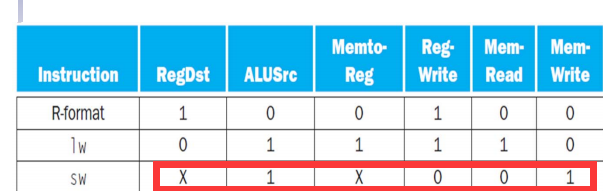 Instruction RegDst ALUSrc Memto-Reg Reg-Write Mem-Read Mem-Write
R-format 1 0 0 1 0 0
lw 0 1 1 1 1 0
sw X 1 X 0 0 1